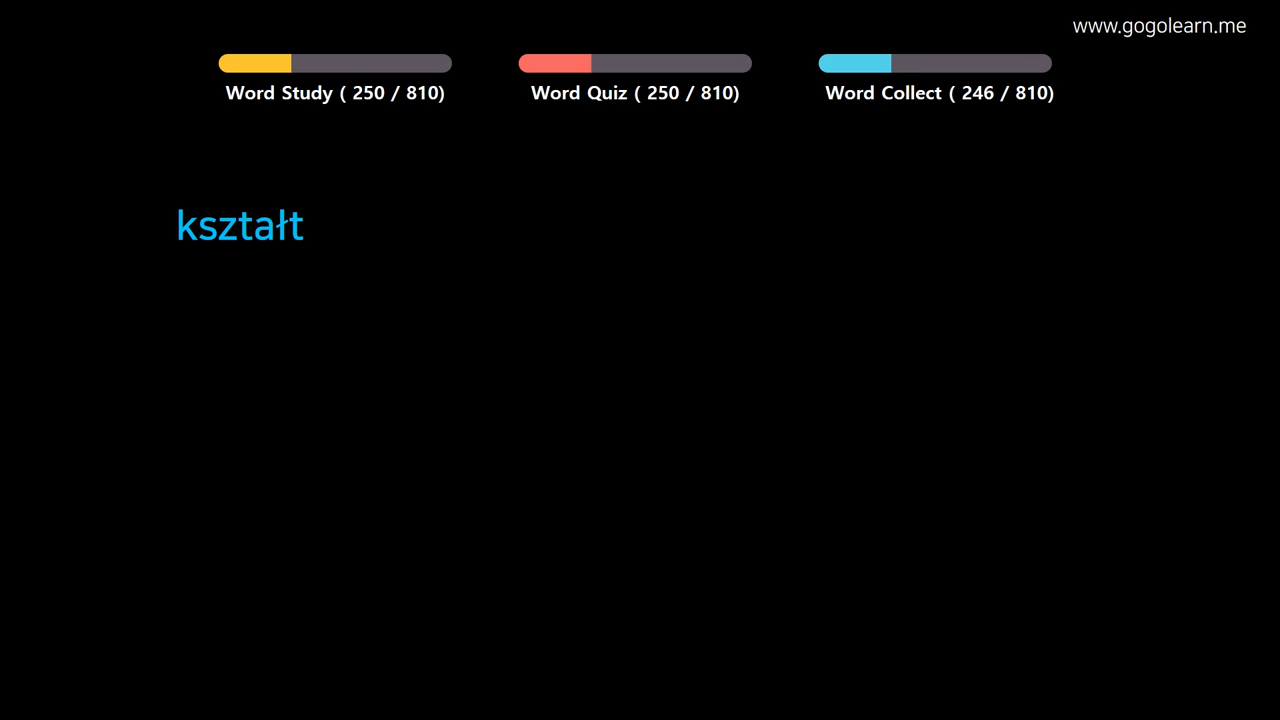 www.gogolearn.me
Word Study ( 250 / 810)
Word Quiz ( 250 / 810)
Word Collect ( 246 / 810)
kształt